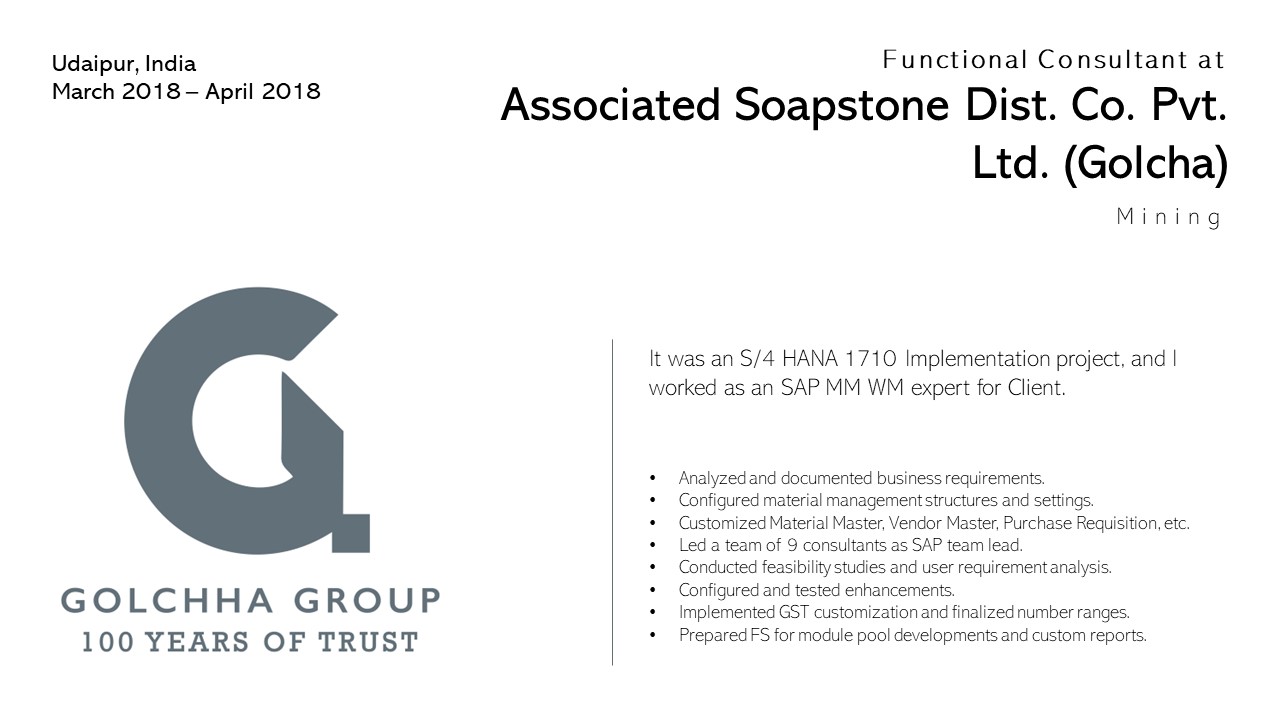 Udaipur, India
March 2018 – April 2018
Functional Consultant at
Associated Soapstone Dist. Co. Pvt.
Ltd. (Golcha)
Mining
GOLCHHA GROUP
100 YEARS OF TRUST
It was an S/4 HANA 1710 Implementation project, and I
worked as an SAP MM WM expert for Client.
• Analyzed and documented business requirements.
• Configured material management structures and settings.
• Customized Material Master, Vendor Master, Purchase Requisition, etc.
• Led a team of 9 consultants as SAP team lead.
• Conducted feasibility studies and user requirement analysis.
• Configured and tested enhancements.
• Implemented GST customization and finalized number ranges.
• Prepared FS for module pool developments and custom reports.